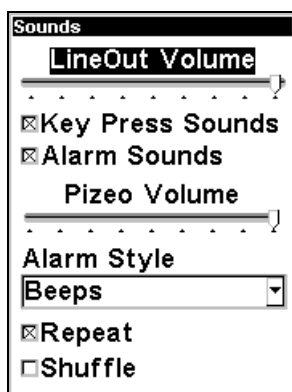 Sounds
LineOut Volume
Key Press Sounds
Alarm Sounds
Pizeo Volume
Alarm Style
Beeps
Repeat
Shuffle